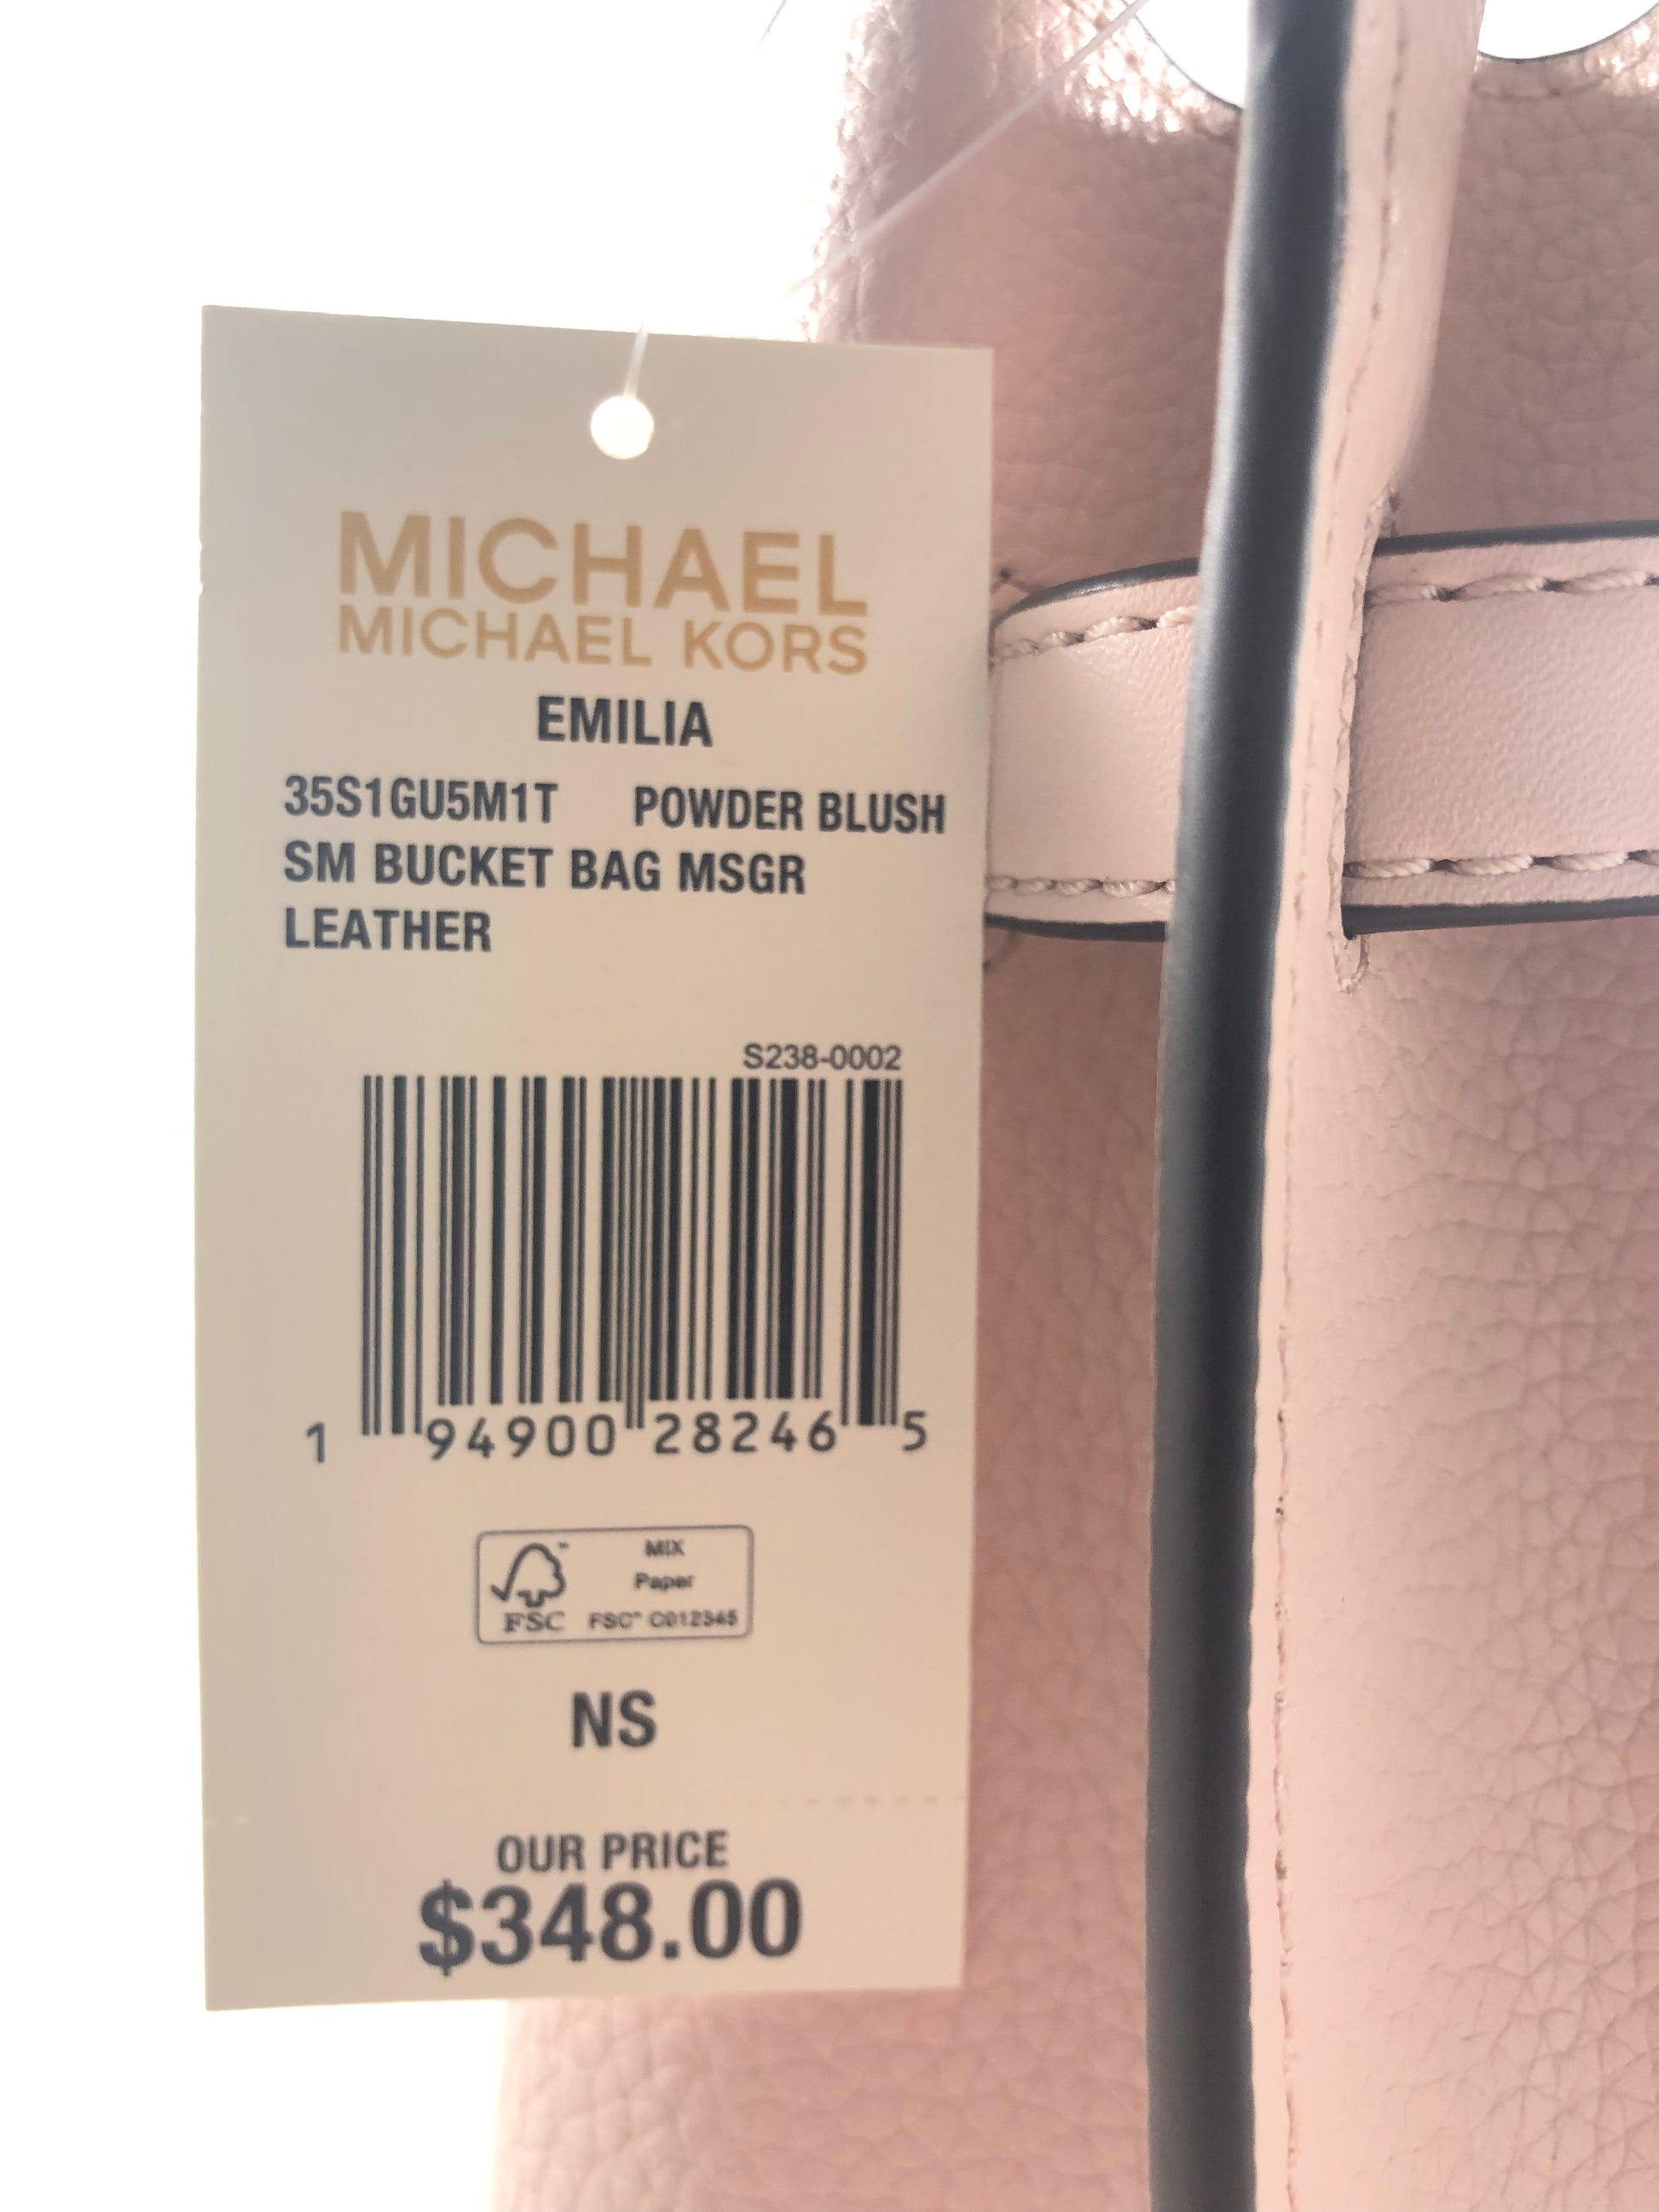 MICHAEL
MICHAEL KORS
EMILIA
35S1GU5M1T POWDER BLUSH
SM BUCKET BAG MSGR
LEATHER
S238-0002
1 94900 28246 5
MIX
Paper
FSC FSC™ C012345
NS
OUR PRICE
$348.00